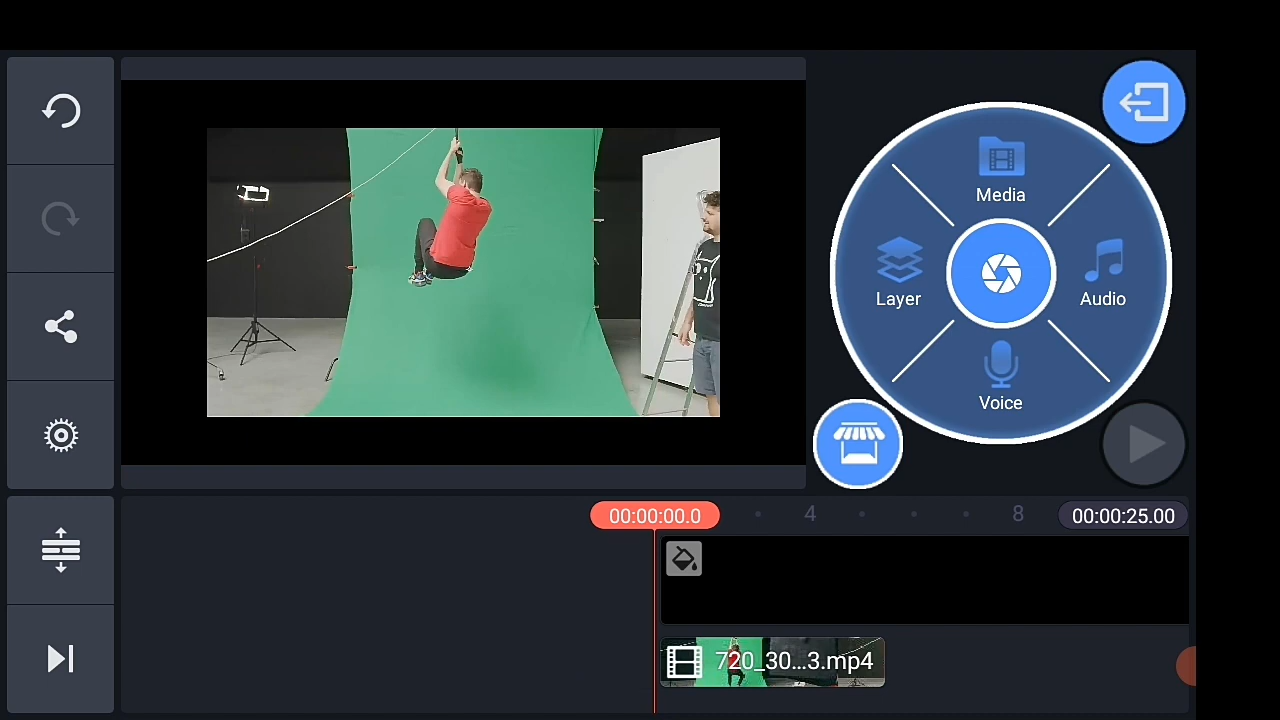 Media
Layer
Audio
Voice
00:00:00.0
4
8
00:00:25.00
720_30...3.mp4